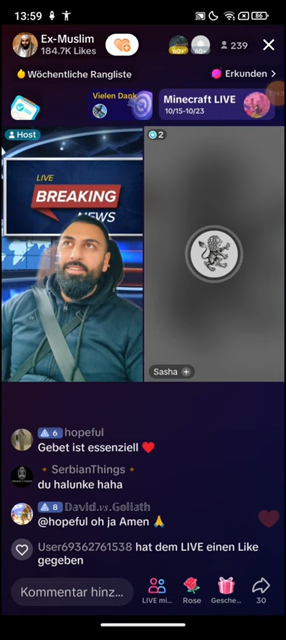 13:59
86
Ex-Muslim
184.7K Likes
239
Wöchentliche Rangliste
Erkunden >
Vielen Dank
Minecraft LIVE
10/15-10/23
Host
2
LIVE
BREAKING
NEWS
Sasha +
6 hopeful
Gebet ist essenziell ❤️
🔸SerbianThings🔸
du halunke haha
8 David.vs.Goliath
@hopeful oh ja Amen 🙏
User69362761538 hat dem LIVE einen Like
gegeben
Kommentar hinz...
LIVE mi...
Rose
Gesche...
30